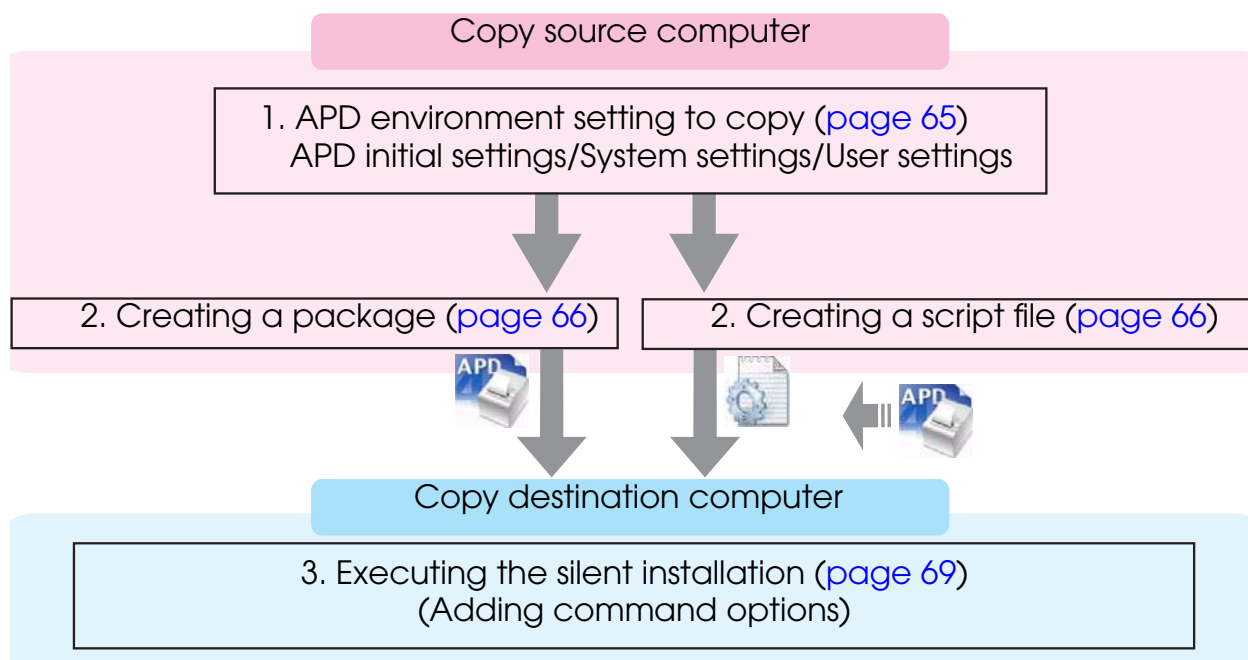 Copy source computer
1. APD environment setting to copy (page 65)
APD initial settings/System settings/User settings
2. Creating a package (page 66)
2. Creating a script file (page 66)
APD
APD
Copy destination computer
3. Executing the silent installation (page 69)
(Adding command options)